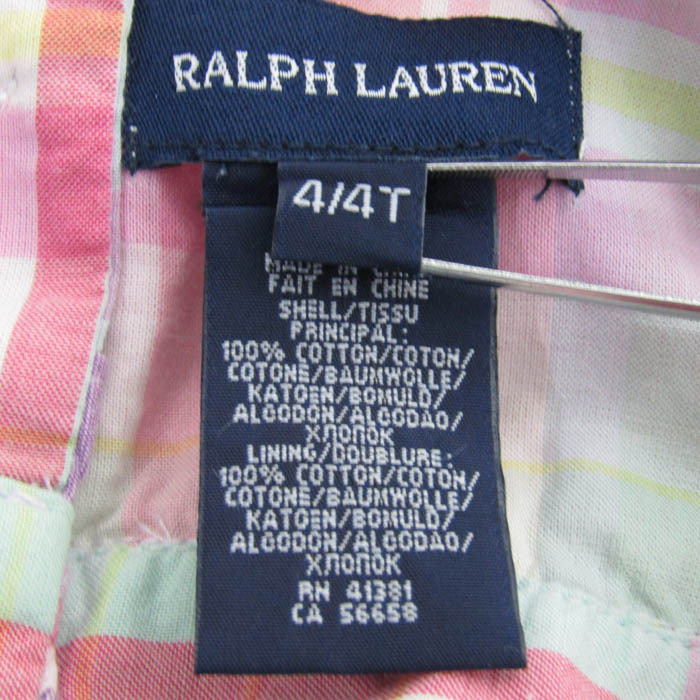 RALPH LAUREN
4/4T
MADE IN CHINA
FAIT EN CHINE
SHELL/TISSU
PRINCIPAL:
100% COTTON/COTON/
COTONE/BAUMWOLLE/
KATOEN/BOMULD/
ALGODON/ALGODAO/
ХЛОПОК
LINING/DOUBLURE:
100% COTTON/COTON/
COTONE/BAUMWOLLE/
KATOEN/BOMULD/
ALGODON/ALGODAO/
ХЛОПОК
RN 41381
CA 56658